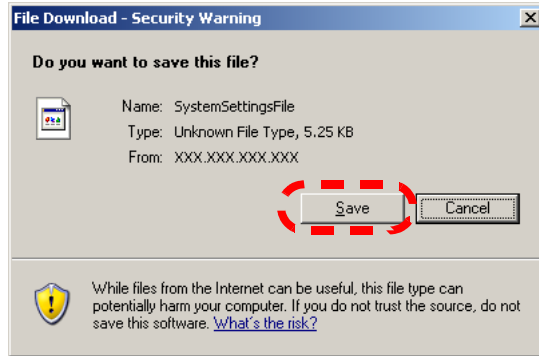 File Download - Security Warning
Do you want to save this file?
Name: SystemSettingsFile
Type: Unknown File Type, 5.25 KB
From: XXX.XXX.XXX.XXX
Save Cancel
While files from the Internet can be useful, this file type can
potentially harm your computer. If you do not trust the source, do not
save this software. What's the risk?